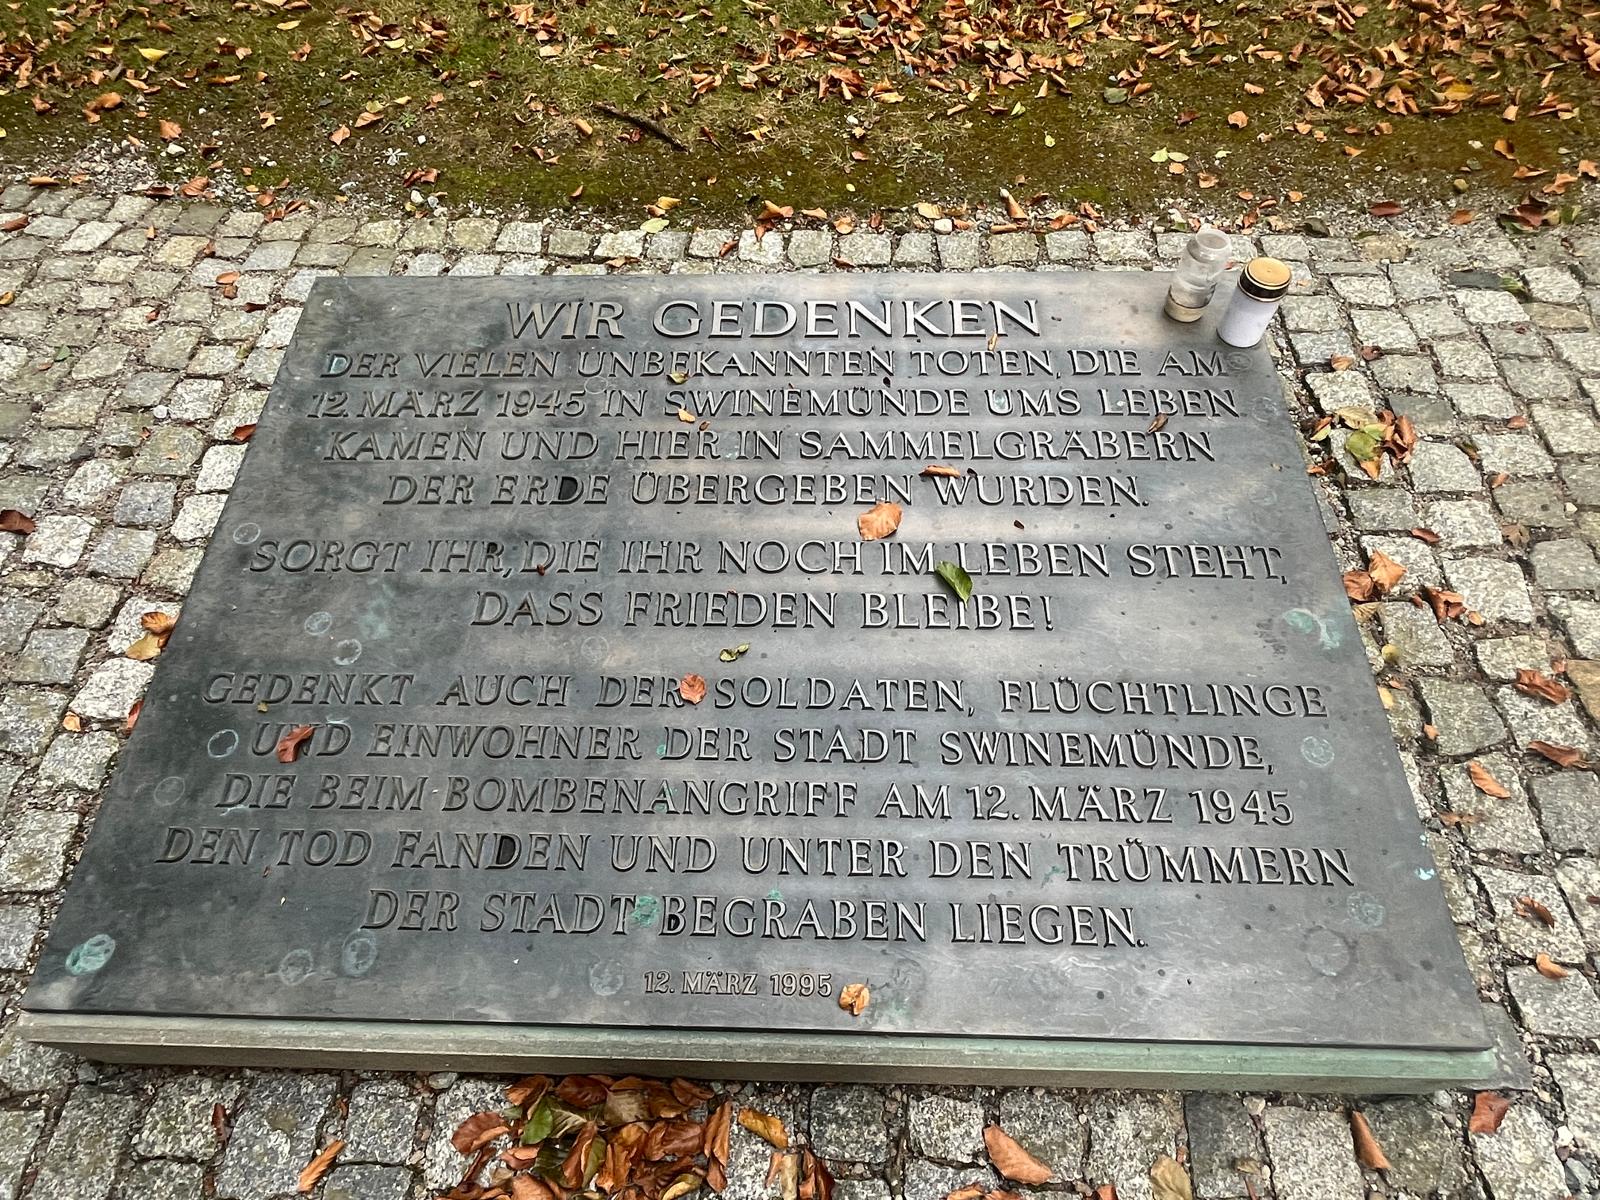 WIR GEDENKEN
DER VIELEN UNBEKANNTEN TOTEN, DIE AM
12. MÄRZ 1945 IN SWINEMÜNDE UMS LEBEN
KAMEN UND HIER IN SAMMELGRÄBERN
DER ERDE ÜBERGEBEN WURDEN.
SORGT IHR, DIE IHR NOCH IM LEBEN STEHT,
DASS FRIEDEN BLEIBE!
GEDENKT AUCH DER SOLDATEN, FLÜCHTLINGE
UND EINWOHNER DER STADT SWINEMÜNDE,
DIE BEIM BOMBENANGRIFF AM 12. MÄRZ 1945
DEN TOD FANDEN UND UNTER DEN TRÜMMERN
DER STADT BEGRABEN LIEGEN.
12. MÄRZ 1995